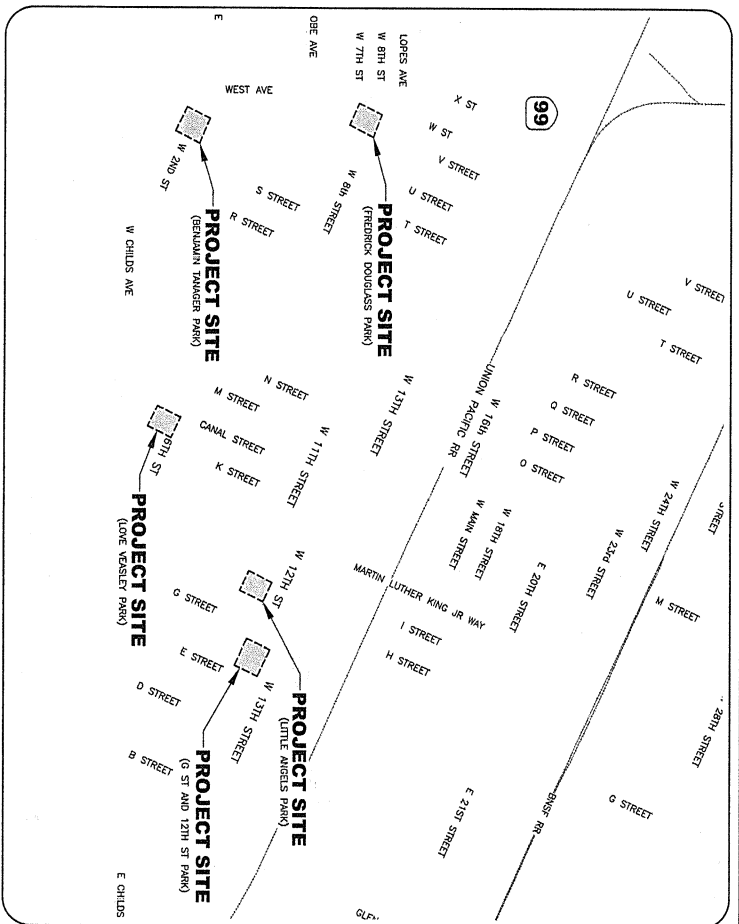 99
LOPES AVE
W 8TH ST
W 7TH ST
OBE AVE
E
WEST AVE
X ST
W ST
V STREET
U STREET
T STREET
W 8th STREET
S STREET
R STREET
W 2ND ST
PROJECT SITE
(FREDRICK DOUGLASS PARK)
PROJECT SITE
(BENJAMIN TANAGER PARK)
W CHILDS AVE
V STREET
U STREET
T STREET
R STREET
Q STREET
P STREET
O STREET
W 16th STREET
UNION PACIFIC RR
W 13TH STREET
W 11TH STREET
N STREET
M STREET
CANAL STREET
K STREET
6TH ST
PROJECT SITE
(LOVE VEASLEY PARK)
STREET
W 24TH STREET
W 23rd STREET
E 20TH STREET
W 18TH STREET
W MAIN STREET
MARTIN LUTHER KING JR WAY
I STREET
H STREET
M STREET
28TH STREET
G STREET
BNSF RR
E 21ST STREET
GLEN
W 12TH ST
W 13TH STREET
G STREET
E STREET
D STREET
B STREET
PROJECT SITE
(LITTLE ANGELS PARK)
PROJECT SITE
(G ST AND 12TH ST PARK)
E CHILDS